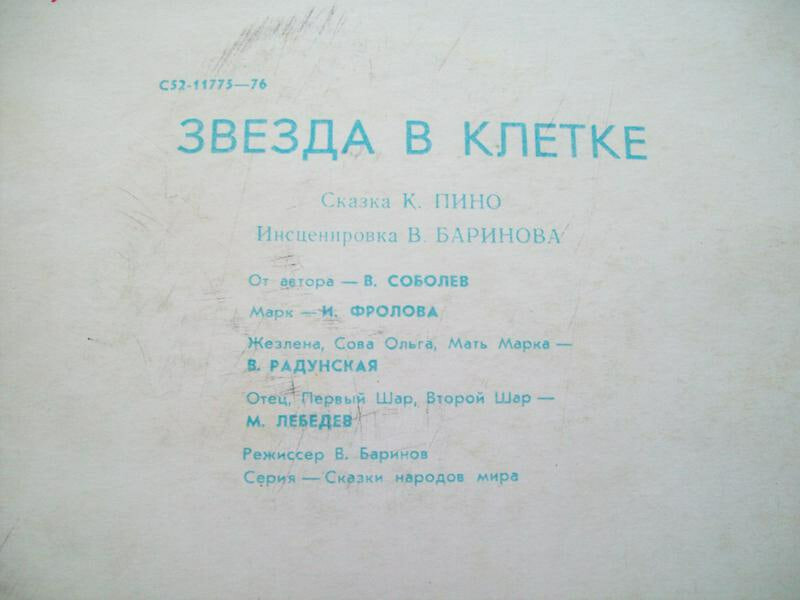 С52-11775—76
ЗВЕЗДА В КЛЕТКЕ
Сказка К. ПИНО
Инсценировка В. БАРИНОВА
От автора — В. СОБОЛЕВ
Марк — И. ФРОЛОВА
Жезлена, Сова Ольга, Мать Марка —
В. РАДУНСКАЯ
Отец, Первый Шар, Второй Шар —
М. ЛЕБЕДЕВ
Режиссер В. Баринов
Серия — Сказки народов мира